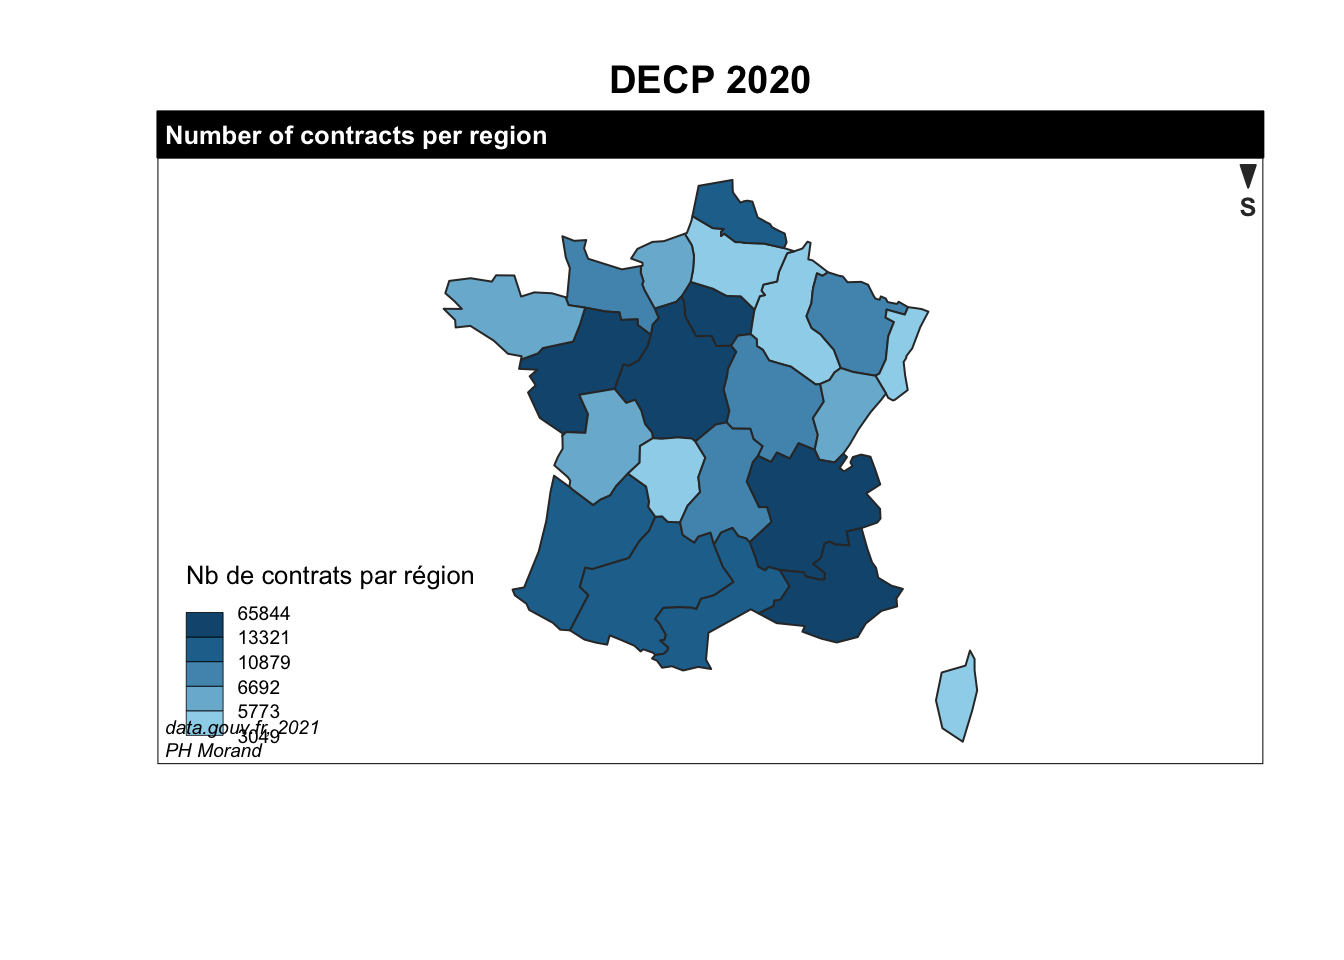 DECP 2020
Number of contracts per region
S
Nb de contrats par région
65844
13321
10879
6692
5773
3049
data.gouv.fr, 2021
PH Morand